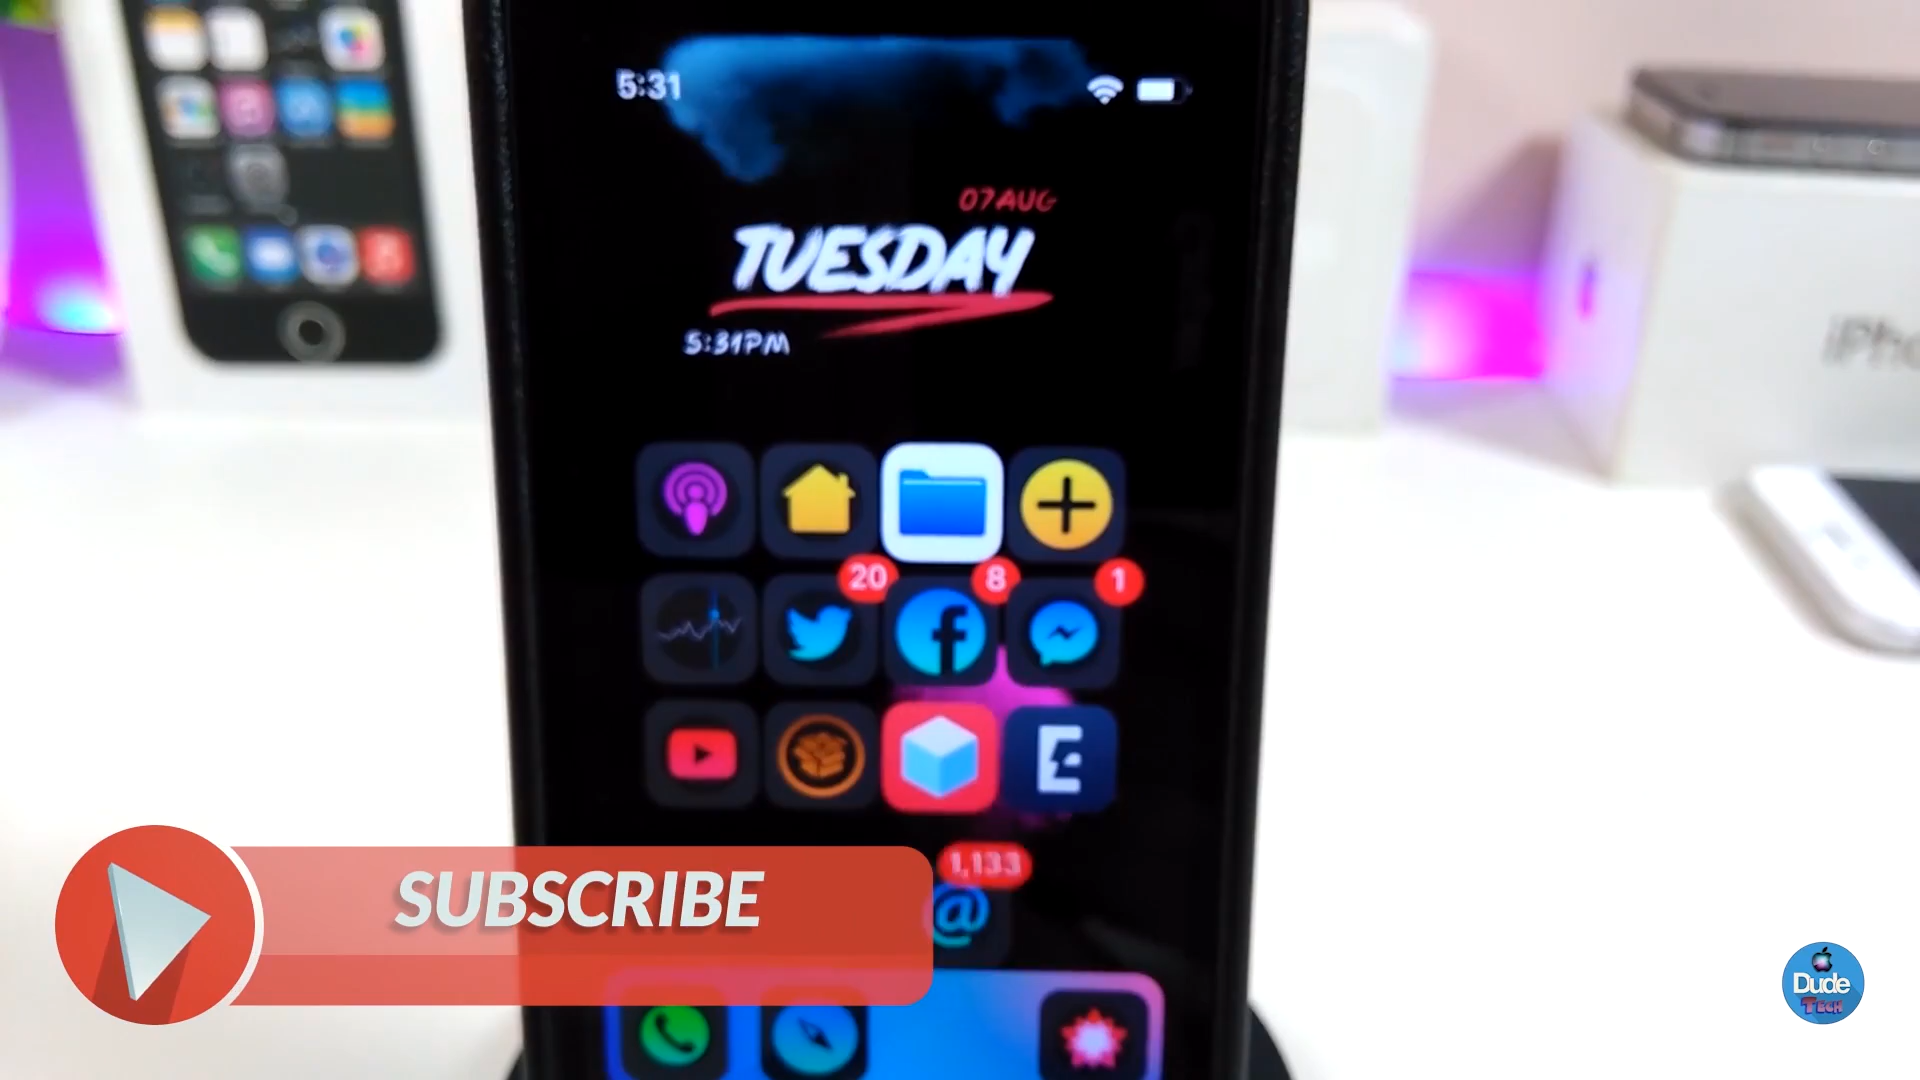 5:31
07AUG
TUESDAY
5:31PM
20
8
1
1,133
@
SUBSCRIBE
Dude
TECH